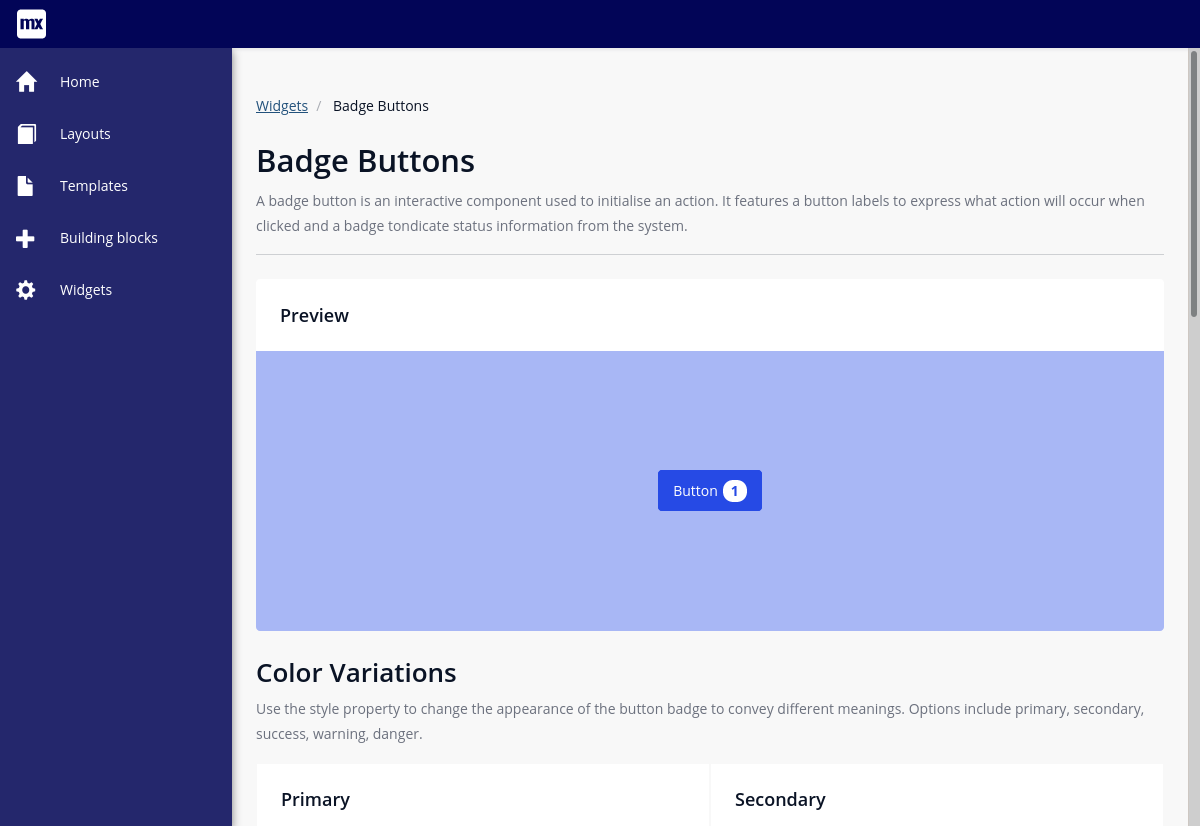 mx
Home
Layouts
Templates
Building blocks
Widgets
Widgets / Badge Buttons
Badge Buttons
A badge button is an interactive component used to initialise an action. It features a button labels to express what action will occur when
clicked and a badge tondicate status information from the system.
Preview
Button 1
Color Variations
Use the style property to change the appearance of the button badge to convey different meanings. Options include primary, secondary,
success, warning, danger.
Primary
Secondary